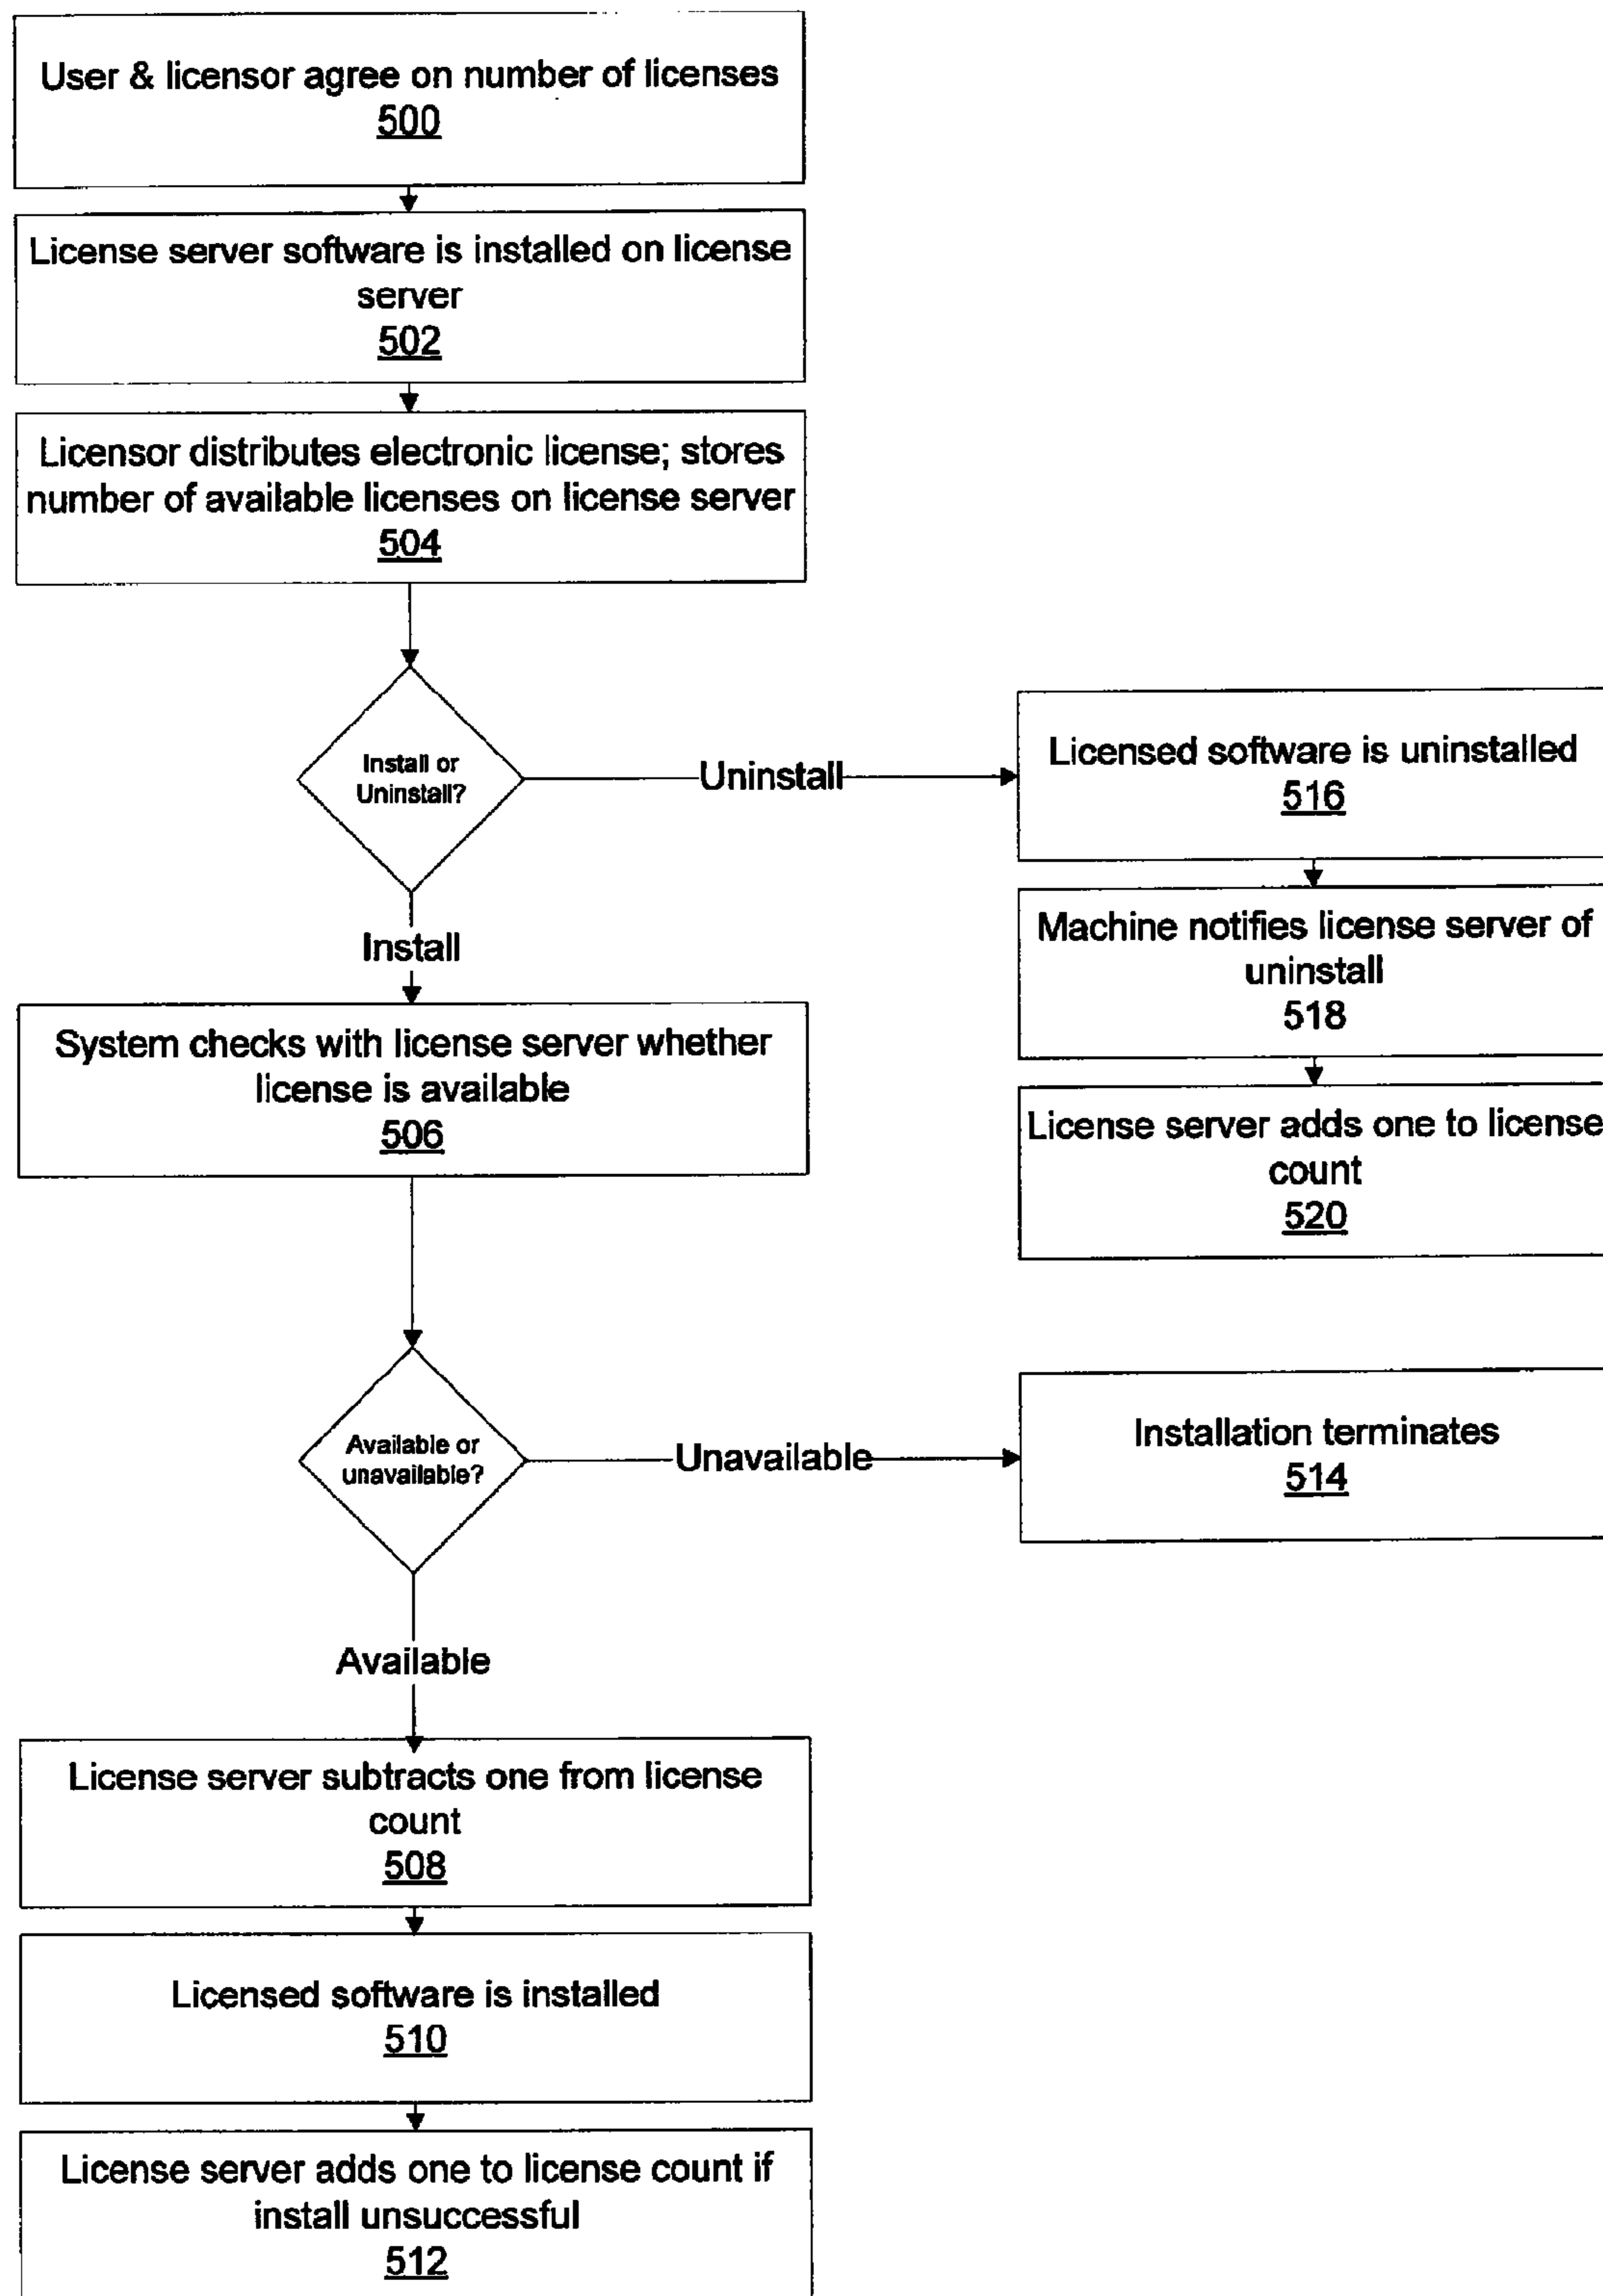 User & licensor agree on number of licenses
500
License server software is installed on license
server
502
Licensor distributes electronic license; stores
number of available licenses on license server
504
Install or
Uninstall?
Uninstall
Licensed software is uninstalled
516
Machine notifies license server of
uninstall
518
License server adds one to license
count
520
Install
System checks with license server whether
license is available
506
Available or
unavailable?
Unavailable
Installation terminates
514
Available
License server subtracts one from license
count
508
Licensed software is installed
510
License server adds one to license count if
install unsuccessful
512